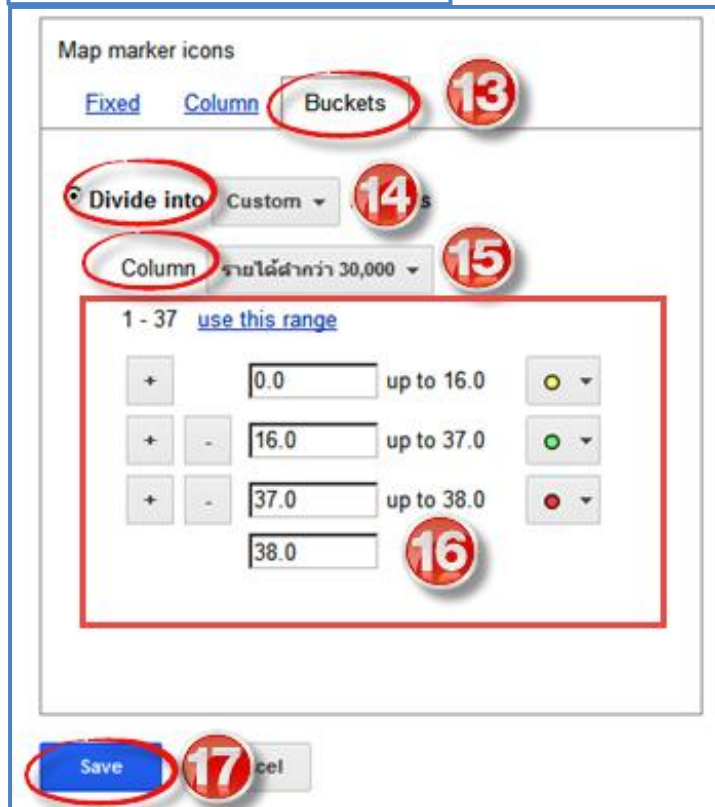 Map marker icons
Fixed Column Buckets 13
Divide into Custom 14 s
Column รายได้ต่ำกว่า 30,000 15
1 - 37 use this range
+ 0.0 up to 16.0
+ - 16.0 up to 37.0
+ - 37.0 up to 38.0
38.0 16
Save 17 cel